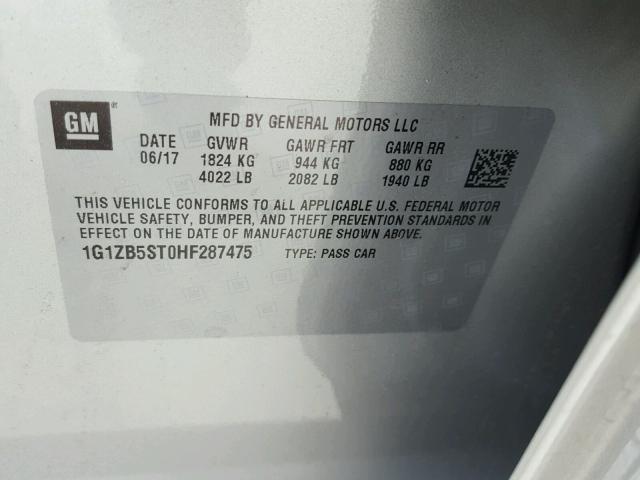 GM
MFD BY GENERAL MOTORS LLC
DATE GVWR GAWR FRT GAWR RR
06/17 1824 KG 944 KG 880 KG
4022 LB 2082 LB 1940 LB
THIS VEHICLE CONFORMS TO ALL APPLICABLE U.S. FEDERAL MOTOR
VEHICLE SAFETY, BUMPER, AND THEFT PREVENTION STANDARDS IN
EFFECT ON THE DATE OF MANUFACTURE SHOWN ABOVE.
1G1ZB5ST0HF287475 TYPE: PASS CAR